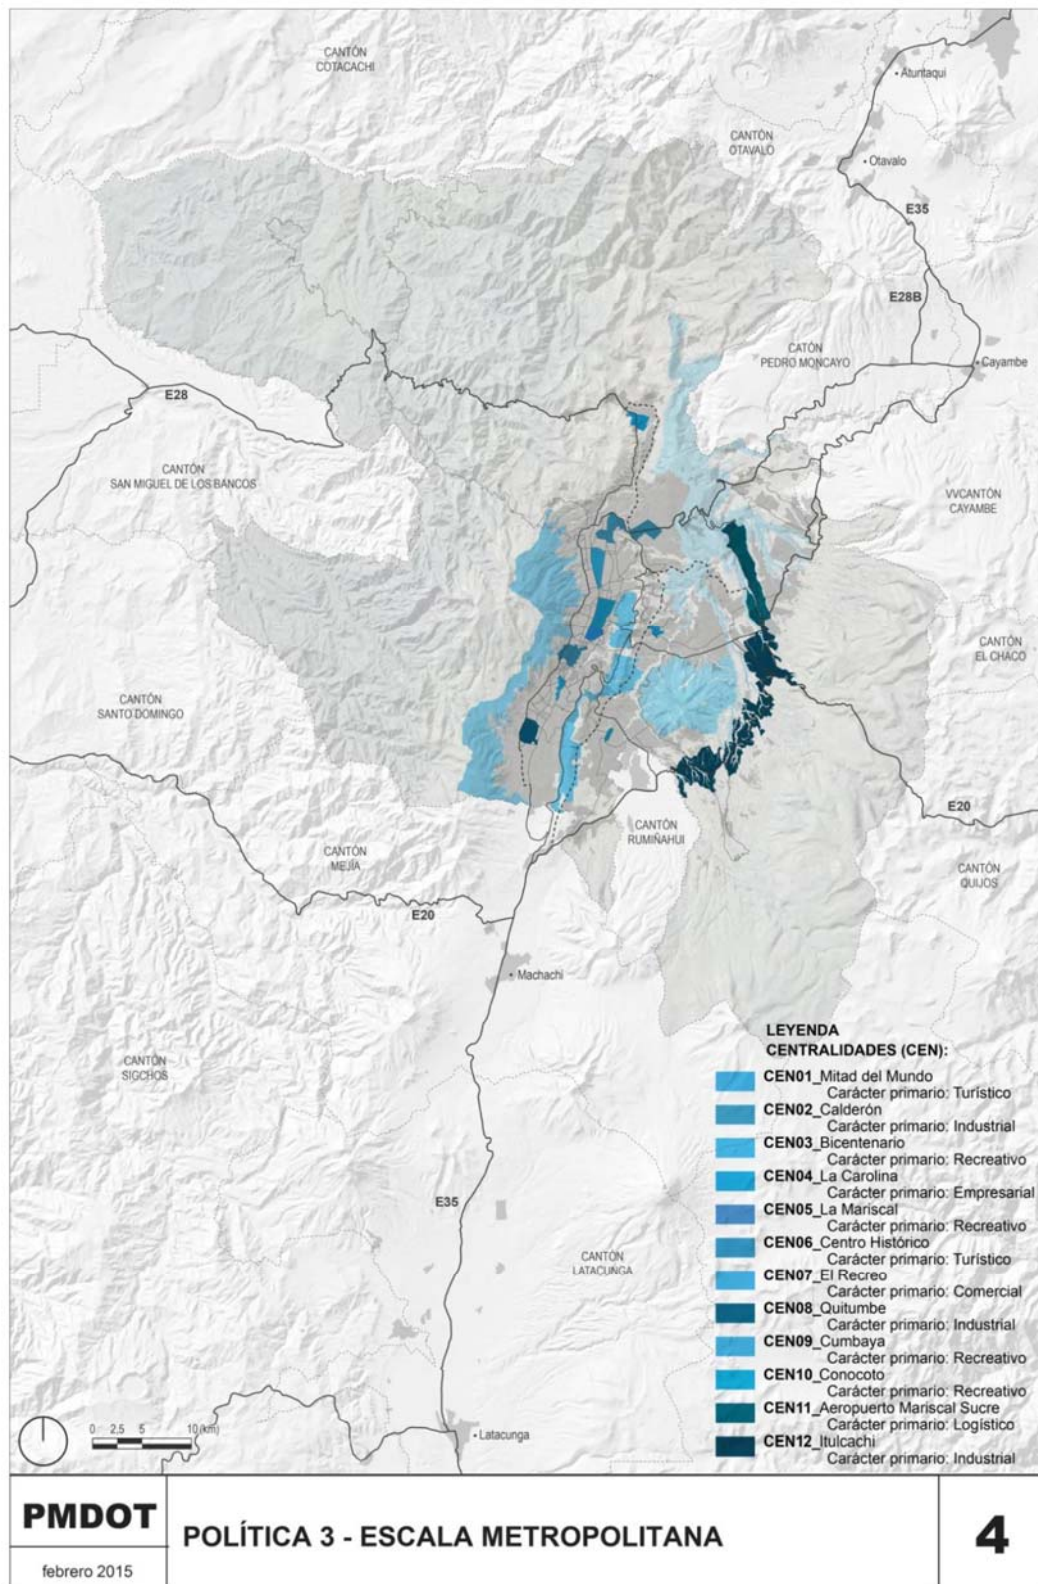 CANTÓN
COTACACHI
Atuntaqui
CANTÓN
OTAVALO
Otavalo
E35
E28B
CATÓN
PEDRO MONCAYO
Cayambe
E28
CANTÓN
SAN MIGUEL DE LOS BANCOS
VVCANTÓN
CAYAMBE
CANTÓN
EL CHACO
CANTÓN
SANTO DOMINGO
E20
CANTÓN
RUMIÑAHUI
CANTÓN
MEJÍA
CANTÓN
QUIJOS
E20
Machachi
CANTÓN
SIGCHOS
E35
CANTÓN
LATACUNGA
Latacunga
LEYENDA
CENTRALIDADES (CEN):
CEN01_Mitad del Mundo
Carácter primario: Turístico
CEN02_Calderón
Carácter primario: Industrial
CEN03_Bicentenario
Carácter primario: Recreativo
CEN04_La Carolina
Carácter primario: Empresarial
CEN05_La Mariscal
Carácter primario: Recreativo
CEN06_Centro Histórico
Carácter primario: Turístico
CEN07_El Recreo
Carácter primario: Comercial
CEN08_Quitumbe
Carácter primario: Industrial
CEN09_Cumbaya
Carácter primario: Recreativo
CEN10_Conocoto
Carácter primario: Recreativo
CEN11_Aeropuerto Mariscal Sucre
Carácter primario: Logístico
CEN12_Itulcachi
Carácter primario: Industrial
0 2,5 5 10 (km)
PMDOT
febrero 2015
POLÍTICA 3 - ESCALA METROPOLITANA
4